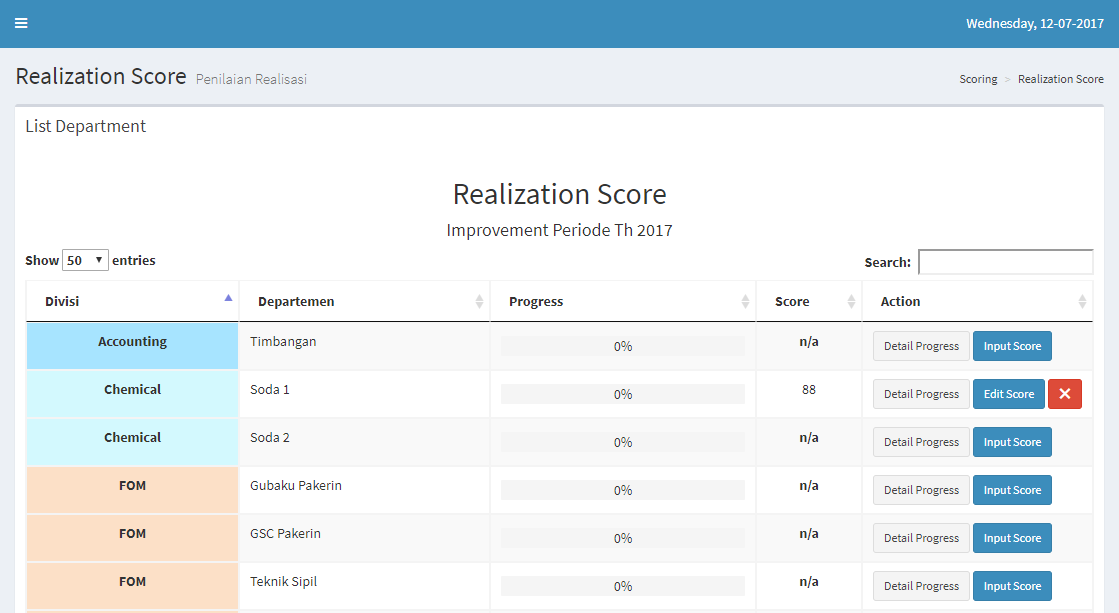 Wednesday, 12-07-2017
Realization Score Penilaian Realisasi
Scoring > Realization Score
List Department
Realization Score
Improvement Periode Th 2017
Show 50 entries
Search:
Divisi Departemen Progress Score Action
Accounting Timbangan 0% n/a Detail Progress Input Score
Chemical Soda 1 0% 88 Detail Progress Edit Score
Chemical Soda 2 0% n/a Detail Progress Input Score
FOM Gubaku Pakerin 0% n/a Detail Progress Input Score
FOM GSC Pakerin 0% n/a Detail Progress Input Score
FOM Teknik Sipil 0% n/a Detail Progress Input Score